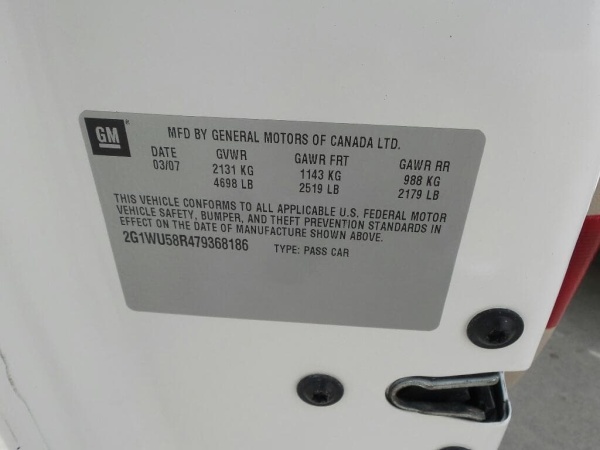 GM MFD BY GENERAL MOTORS OF CANADA LTD.
DATE GVWR GAWR FRT GAWR RR
03/07 2131 KG 1143 KG 988 KG
4698 LB 2519 LB 2179 LB
THIS VEHICLE CONFORMS TO ALL APPLICABLE U.S. FEDERAL MOTOR
VEHICLE SAFETY, BUMPER, AND THEFT PREVENTION STANDARDS IN
EFFECT ON THE DATE OF MANUFACTURE SHOWN ABOVE.
2G1WU58R479368186 TYPE: PASS CAR